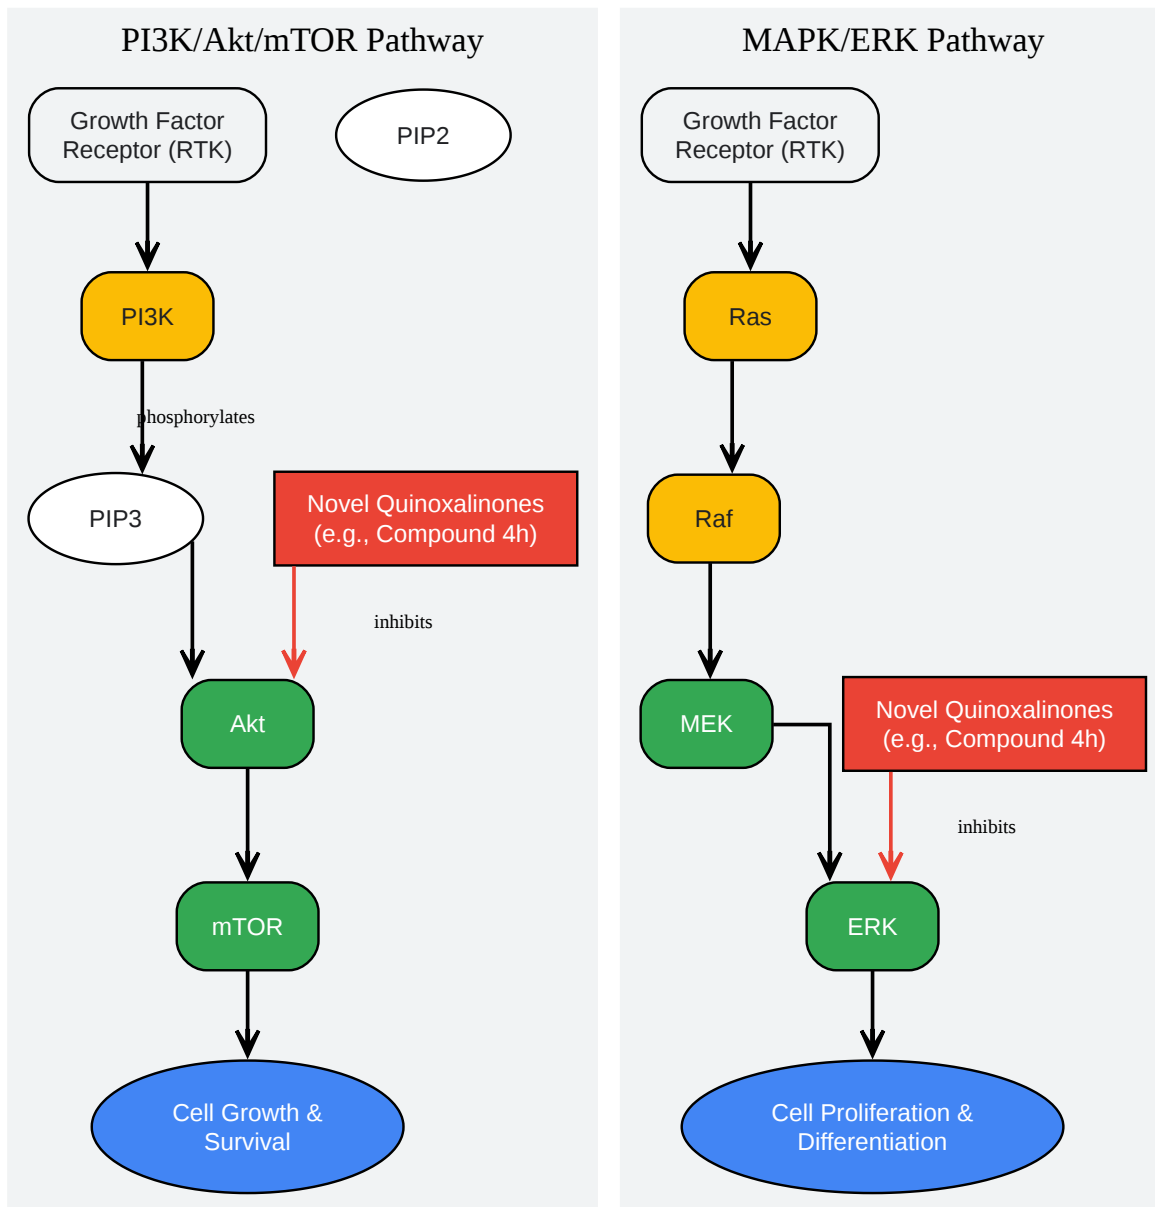 PI3K/Akt/mTOR Pathway
Growth Factor
Receptor (RTK)
PIP2
PI3K
phosphorylates
PIP3
Novel Quinoxalinones
(e.g., Compound 4h)
inhibits
Akt
mTOR
Cell Growth &
Survival
MAPK/ERK Pathway
Growth Factor
Receptor (RTK)
Ras
Raf
MEK
Novel Quinoxalinones
(e.g., Compound 4h)
inhibits
ERK
Cell Proliferation &
Differentiation